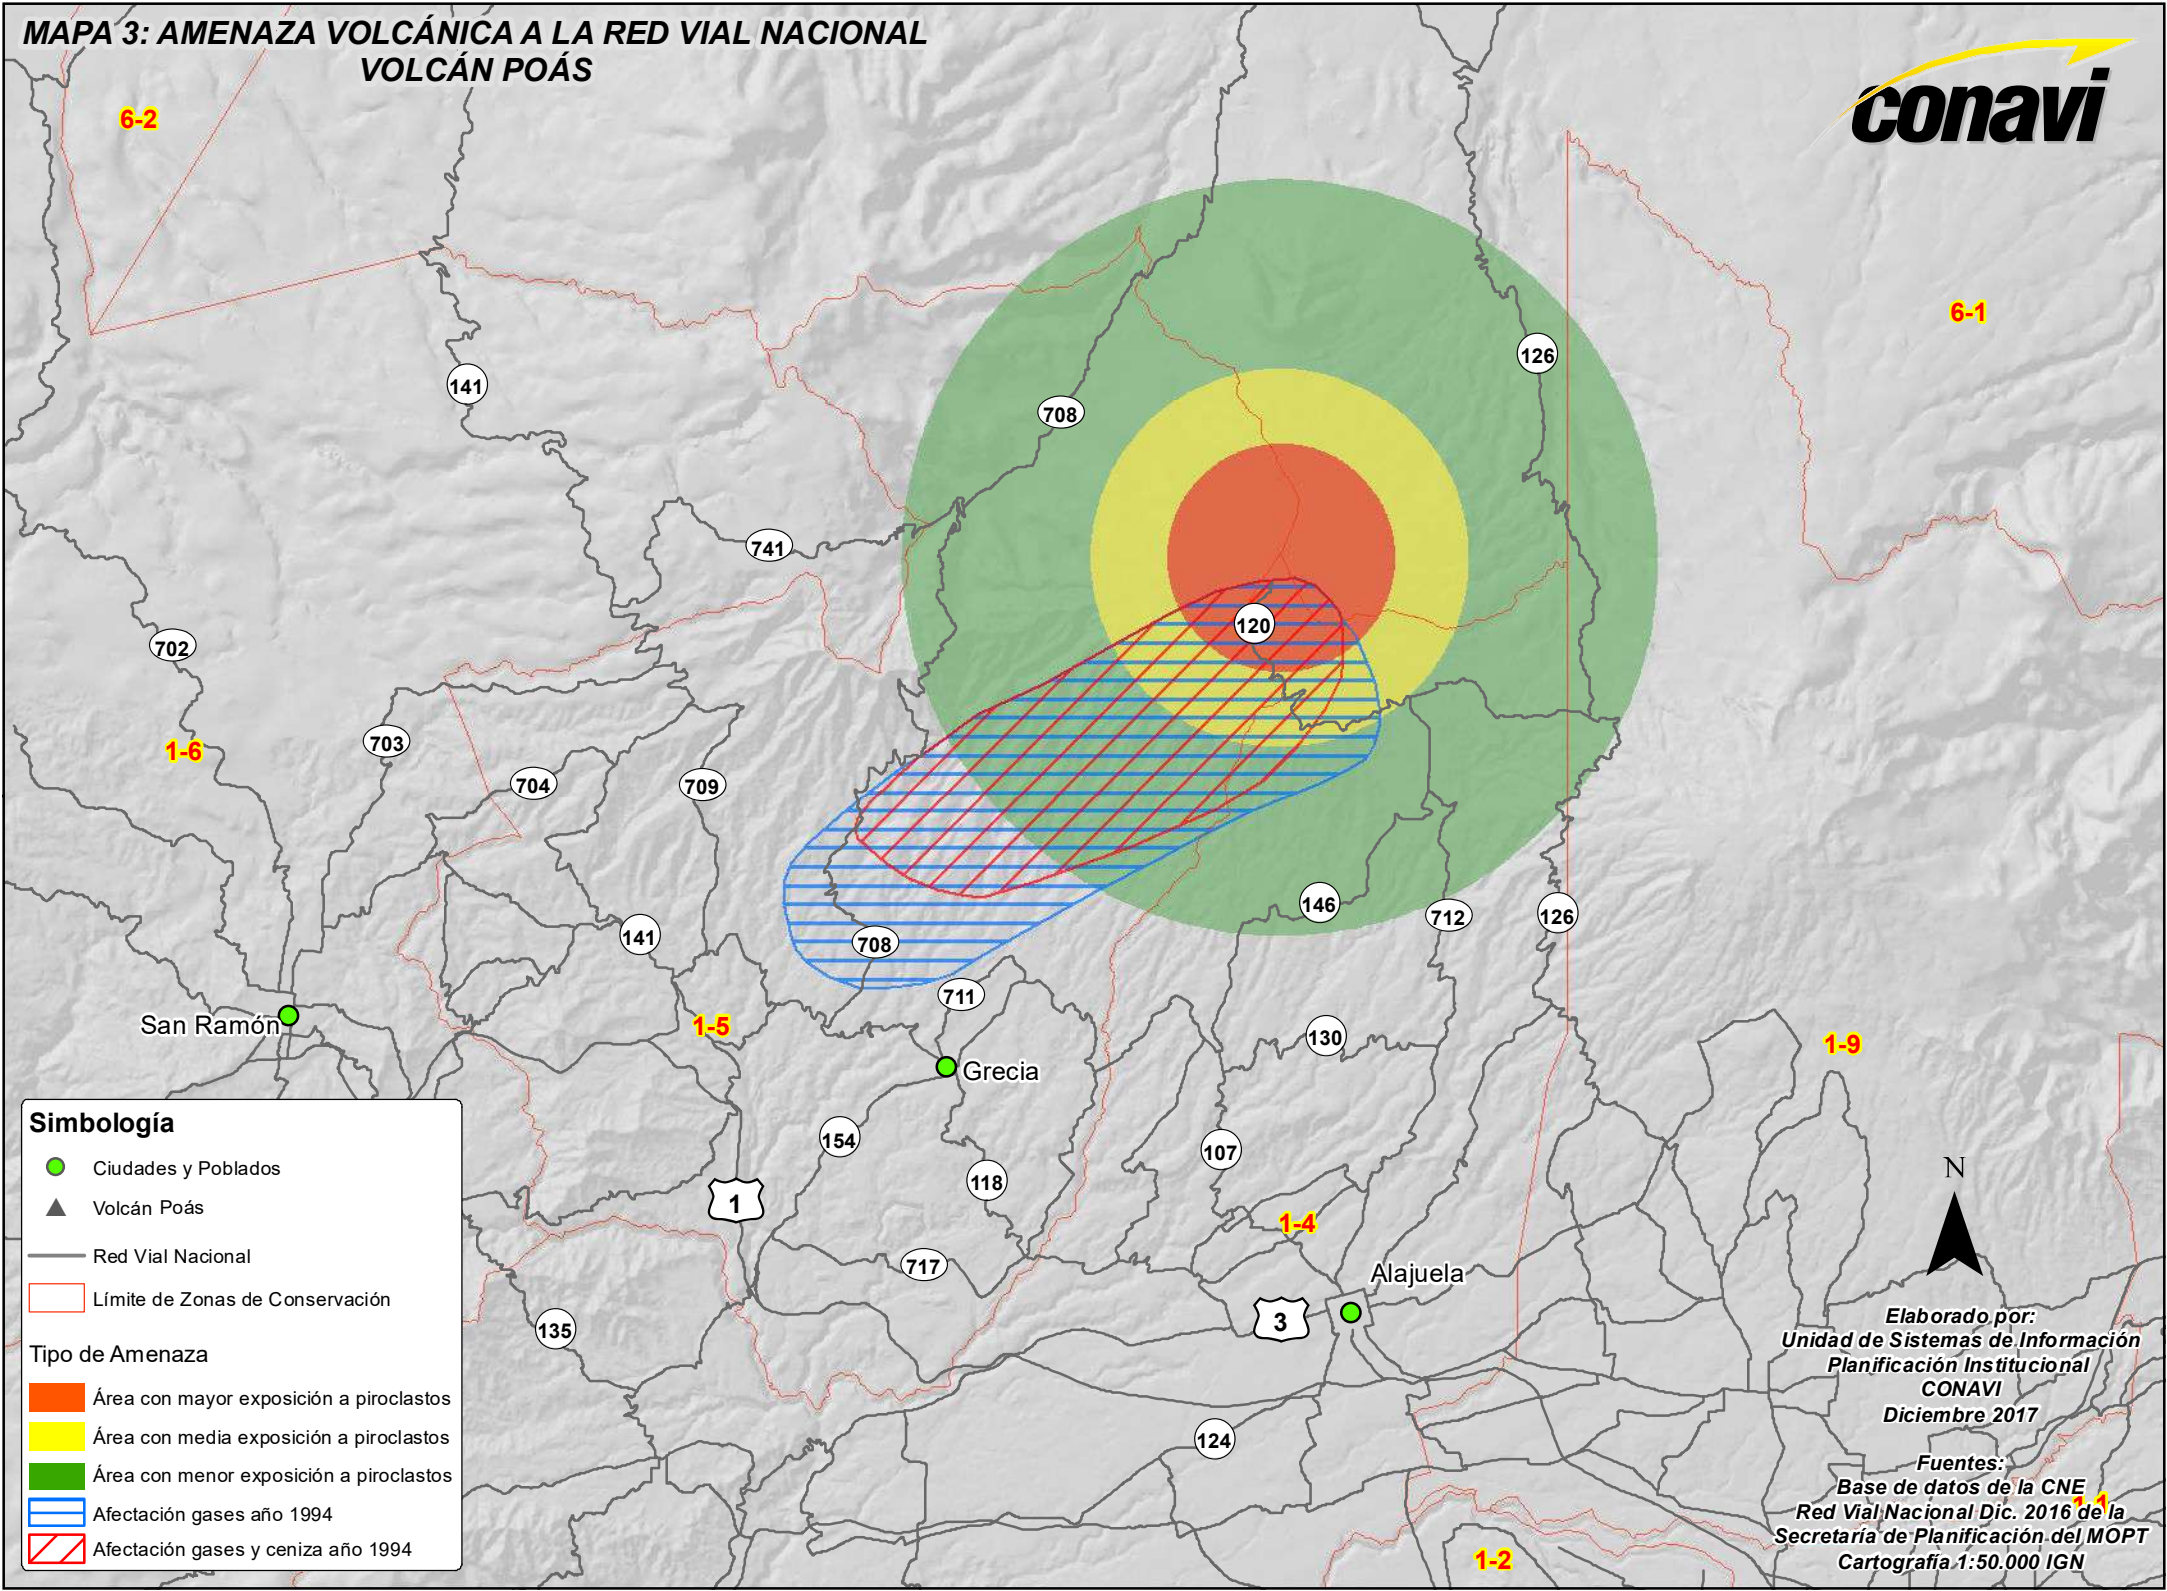 MAPA 3: AMENAZA VOLCÁNICA A LA RED VIAL NACIONAL
VOLCÁN POÁS
conavi
6-2
6-1
126
141
708
741
120
702
703
1-6
704
709
146
712
126
141
708
711
San Ramón
1-5
130
1-9
Grecia
154
107
118
1
1-4
717
Alajuela
3
135
124
1-2
1-1
N
Simbología
Ciudades y Poblados
Volcán Poás
Red Vial Nacional
Límite de Zonas de Conservación
Tipo de Amenaza
Área con mayor exposición a piroclastos
Área con media exposición a piroclastos
Área con menor exposición a piroclastos
Afectación gases año 1994
Afectación gases y ceniza año 1994
Elaborado por:
Unidad de Sistemas de Información
Planificación Institucional
CONAVI
Diciembre 2017
Fuentes:
Base de datos de la CNE
Red Vial Nacional Dic. 2016 de la
Secretaría de Planificación del MOPT
Cartografía 1:50.000 IGN